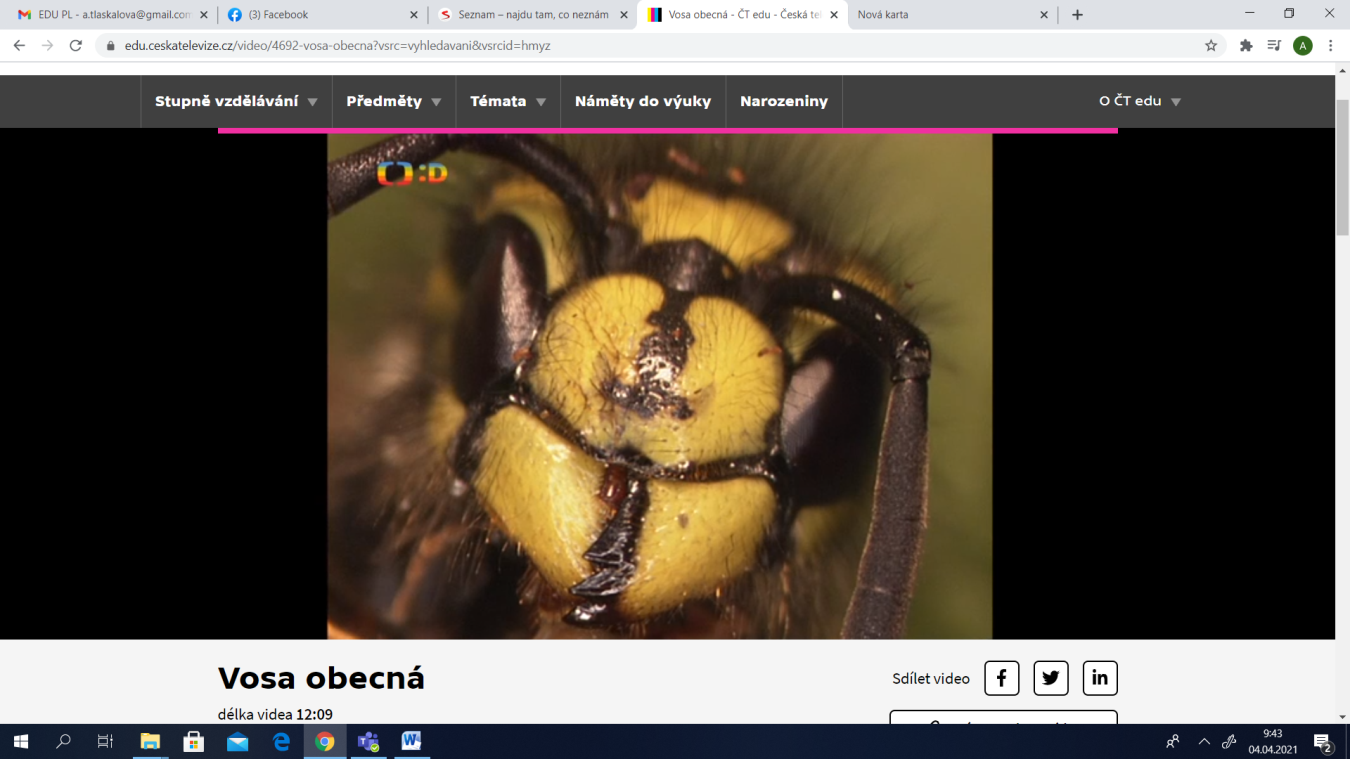 EDU PL - a.tlaskalova@gmail.con
(3) Facebook
Seznam – najdu tam, co neznám
Vosa obecná - ČT edu - Česká tel
Nová karta
edu.ceskatelevize.cz/video/4692-vosa-obecna?vsrc=vyhledavani&vsrcid=hmyz
A
Stupně vzdělávání
Předměty
Témata
Náměty do výuky
Narozeniny
O ČT edu
:D
Vosa obecná
Sdílet video
délka videa 12:09
9:43
04.04.2021
2